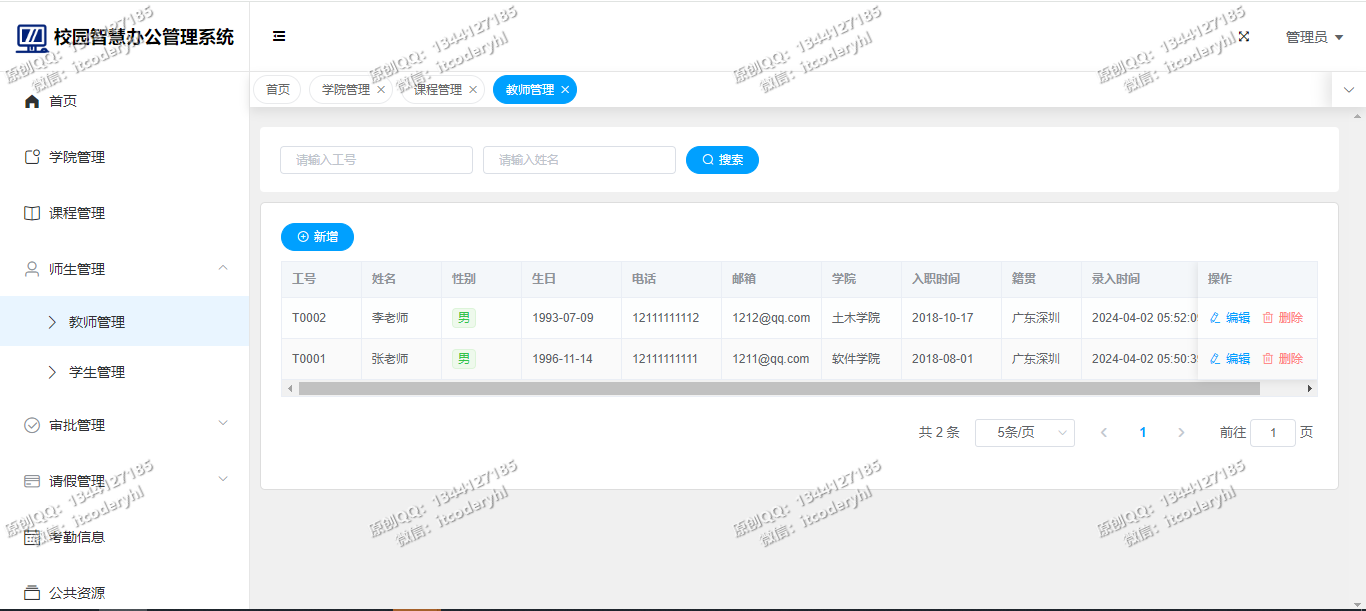 校园智慧办公管理系统
管理员
首页
学院管理
课程管理
教师管理
首页
学院管理
课程管理
师生管理
教师管理
学生管理
审批管理
请假管理
考勤信息
公共资源
请输入工号
请输入姓名
搜索
新增
工号 姓名 性别 生日 电话 邮箱 学院 入职时间 籍贯 录入时间 操作
T0002 李老师 男 1993-07-09 12111111112 1212@qq.com 土木学院 2018-10-17 广东深圳 2024-04-02 05:52:09 编辑 删除
T0001 张老师 男 1996-11-14 12111111111 1211@qq.com 软件学院 2018-08-01 广东深圳 2024-04-02 05:50:39 编辑 删除
共 2 条 5条/页 1 前往 1 页
原创QQ：1344127185
微信：itcoderyhl
原创QQ：1344127185
微信：itcoderyhl
原创QQ：1344127185
微信：itcoderyhl
原创QQ：1344127185
微信：itcoderyhl
原创QQ：1344127185
微信：itcoderyhl
原创QQ：1344127185
微信：itcoderyhl
原创QQ：1344127185
微信：itcoderyhl
原创QQ：1344127185
微信：itcoderyhl